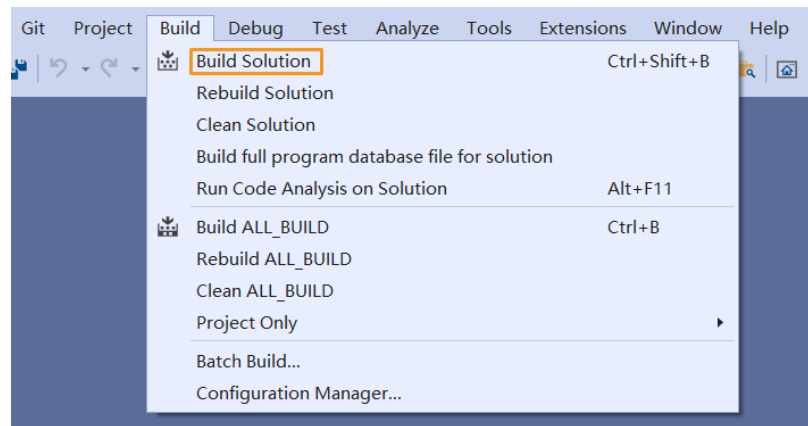 Git Project Build Debug Test Analyze Tools Extensions Window Help
Build Solution Ctrl+Shift+B
Rebuild Solution
Clean Solution
Build full program database file for solution
Run Code Analysis on Solution Alt+F11
Build ALL_BUILD Ctrl+B
Rebuild ALL_BUILD
Clean ALL_BUILD
Project Only
Batch Build...
Configuration Manager...